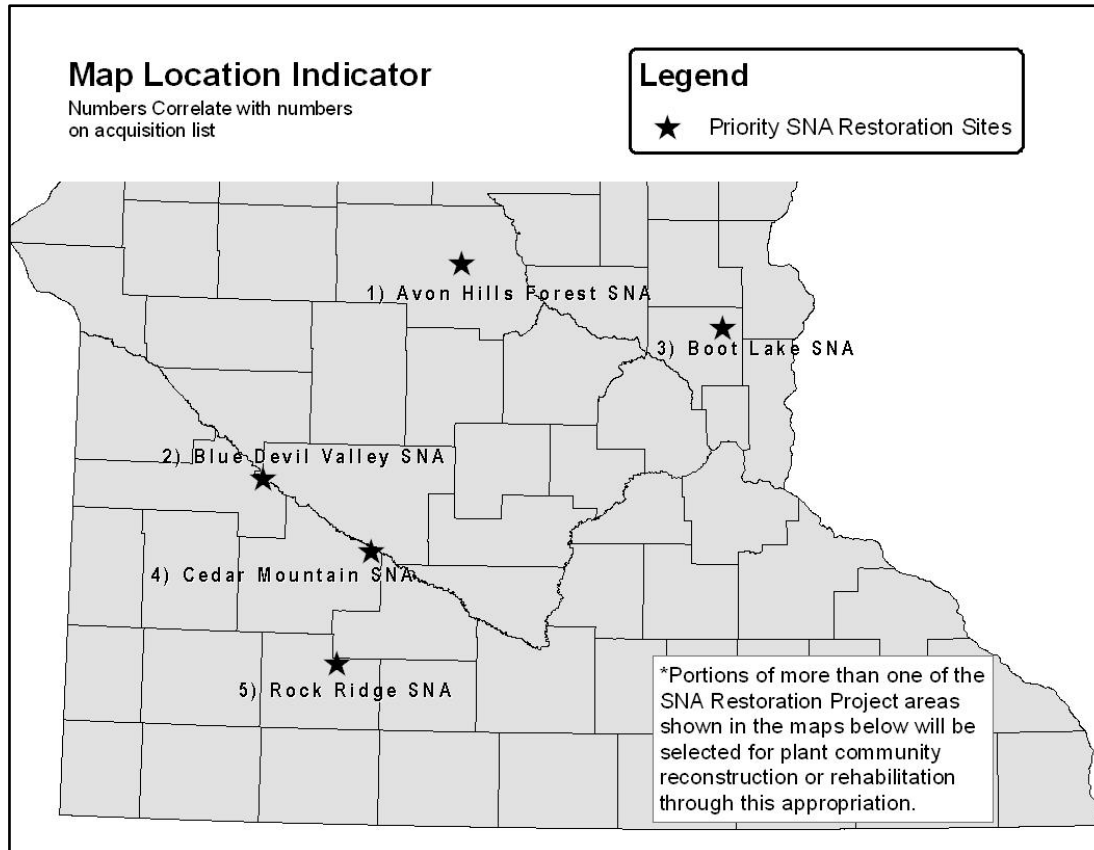 Map Location Indicator
Numbers Correlate with numbers
on acquisition list
Legend
Priority SNA Restoration Sites
1) Avon Hills Forest SNA
3) Boot Lake SNA
2) Blue Devil Valley SNA
4) Cedar Mountain SNA
5) Rock Ridge SNA
*Portions of more than one of the
SNA Restoration Project areas
shown in the maps below will be
selected for plant community
reconstruction or rehabilitation
through this appropriation.